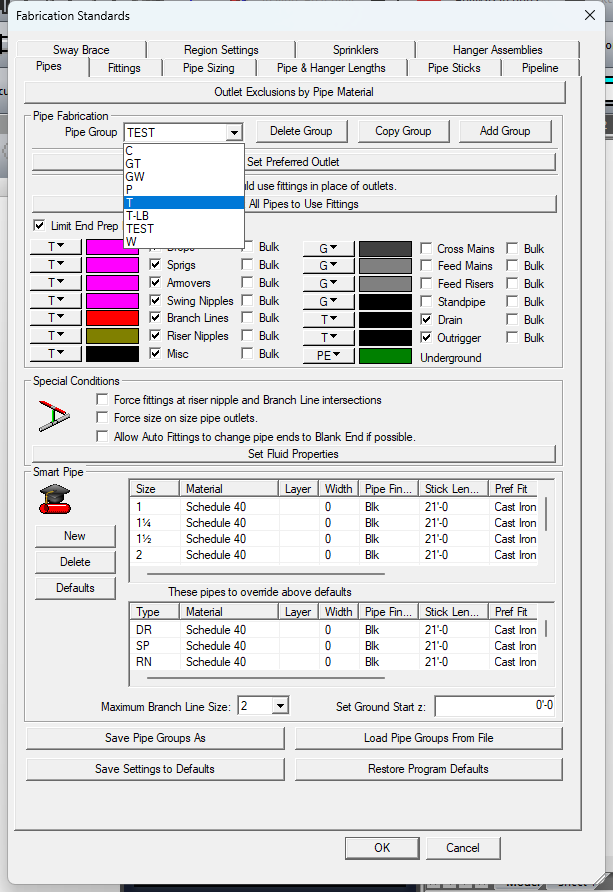 Fabrication Standards
Sway Brace Region Settings Sprinklers Hanger Assemblies
Pipes Fittings Pipe Sizing Pipe & Hanger Lengths Pipe Sticks Pipeline
Outlet Exclusions by Pipe Material
Pipe Fabrication
Pipe Group TEST Delete Group Copy Group Add Group
C
GT
GW
P
T
T-LB
TEST
W
Set Preferred Outlet
use fittings in place of outlets.
All Pipes to Use Fittings
Limit End Prep
T Bulk
T Sprigs Bulk
T Armovers Bulk
T Swing Nipples Bulk
T Branch Lines Bulk
T Riser Nipples Bulk
T Misc Bulk
G Cross Mains Bulk
G Feed Mains Bulk
G Feed Risers Bulk
G Standpipe Bulk
T Drain Bulk
T Outrigger Bulk
PE Underground
Special Conditions
Force fittings at riser nipple and Branch Line intersections
Force size on size pipe outlets.
Allow Auto Fittings to change pipe ends to Blank End if possible.
Set Fluid Properties
Smart Pipe
New
Delete
Defaults
Size Material Layer Width Pipe Fin... Stick Len... Pref Fit
1 Schedule 40 0 Blk 21'-0 Cast Iron
1¼ Schedule 40 0 Blk 21'-0 Cast Iron
1½ Schedule 40 0 Blk 21'-0 Cast Iron
2 Schedule 40 0 Blk 21'-0 Cast Iron
These pipes to override above defaults
Type Material Layer Width Pipe Fin... Stick Len... Pref Fit
DR Schedule 40 0 Blk 21'-0 Cast Iron
SP Schedule 40 0 Blk 21'-0 Cast Iron
RN Schedule 40 0 Blk 21'-0 Cast Iron
Maximum Branch Line Size: 2 Set Ground Start z: 0'-0
Save Pipe Groups As Load Pipe Groups From File
Save Settings to Defaults Restore Program Defaults
OK Cancel